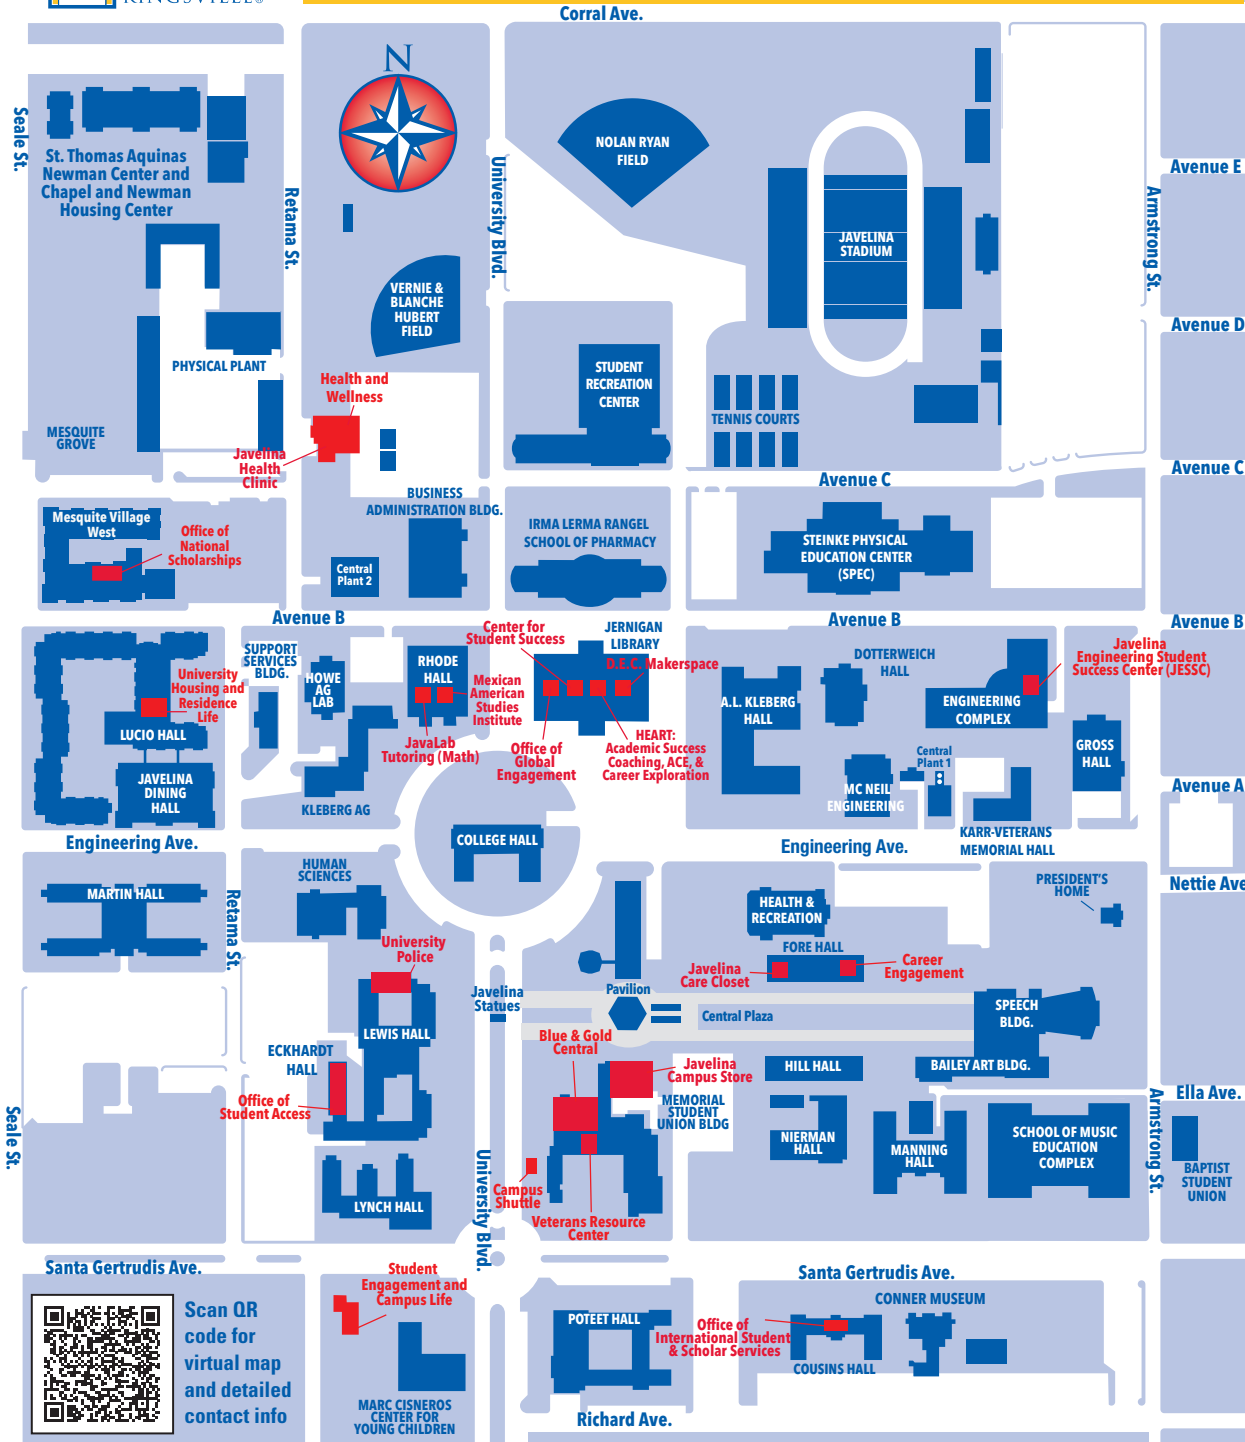 KINGSVILLE®
Corral Ave.
N
Seale St.
St. Thomas Aquinas
Newman Center and
Chapel and Newman
Housing Center
Retama St.
University Blvd.
NOLAN RYAN
FIELD
JAVELINA
STADIUM
Armstrong St.
Avenue E
VERNIE &
BLANCHE
HUBERT
FIELD
Avenue D
PHYSICAL PLANT
STUDENT
RECREATION
CENTER
Health and
Wellness
TENNIS COURTS
MESQUITE
GROVE
Javelina
Health
Clinic
Avenue C
Avenue C
BUSINESS
ADMINISTRATION BLDG.
Mesquite Village
West
Office of
National
Scholarships
IRMA LERMA RANGEL
SCHOOL OF PHARMACY
STEINKE PHYSICAL
EDUCATION CENTER
(SPEC)
Central
Plant 2
Avenue B
Avenue B
Avenue B
Center for
Student Success
JERNIGAN
LIBRARY
D.E.C. Makerspace
SUPPORT
SERVICES
BLDG.
HOWE
AG
LAB
RHODE
HALL
Mexican
American
Studies
Institute
DOTTERWEICH
HALL
Javelina
Engineering Student
Success Center (JESSC)
University
Housing and
Residence
Life
A.L. KLEBERG
HALL
ENGINEERING
COMPLEX
LUCIO HALL
JavaLab
Tutoring (Math)
Office of
Global
Engagement
HEART:
Academic Success
Coaching, ACE, &
Career Exploration
Central
Plant 1
GROSS
HALL
JAVELINA
DINING
HALL
KLEBERG AG
MC NEIL
ENGINEERING
Avenue A
Engineering Ave.
COLLEGE HALL
Engineering Ave.
KARR-VETERANS
MEMORIAL HALL
HUMAN
SCIENCES
MARTIN HALL
Retama St.
PRESIDENT'S
HOME
Nettie Ave
HEALTH &
RECREATION
University
Police
FORE HALL
Javelina
Care Closet
Career
Engagement
Javelina
Statues
Pavilion
Central Plaza
SPEECH
BLDG.
LEWIS HALL
Blue & Gold
Central
ECKHARDT
HALL
Javelina
Campus Store
HILL HALL
BAILEY ART BLDG.
Office of
Student Access
MEMORIAL
STUDENT
UNION BLDG
Ella Ave.
Seale St.
Armstrong St.
NIERMAN
HALL
MANNING
HALL
SCHOOL OF MUSIC
EDUCATION
COMPLEX
BAPTIST
STUDENT
UNION
University Blvd.
Campus
Shuttle
LYNCH HALL
Veterans Resource
Center
Santa Gertrudis Ave.
Student
Engagement and
Campus Life
Santa Gertrudis Ave.
CONNER MUSEUM
Scan QR
code for
virtual map
and detailed
contact info
POTEET HALL
Office of
International Student
& Scholar Services
COUSINS HALL
MARC CISNEROS
CENTER FOR
YOUNG CHILDREN
Richard Ave.